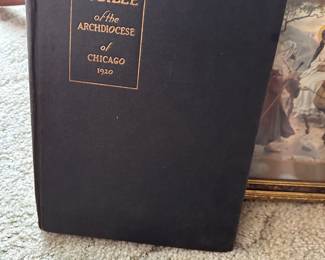 of the
ARCHDIOCESE
of
CHICAGO
1920